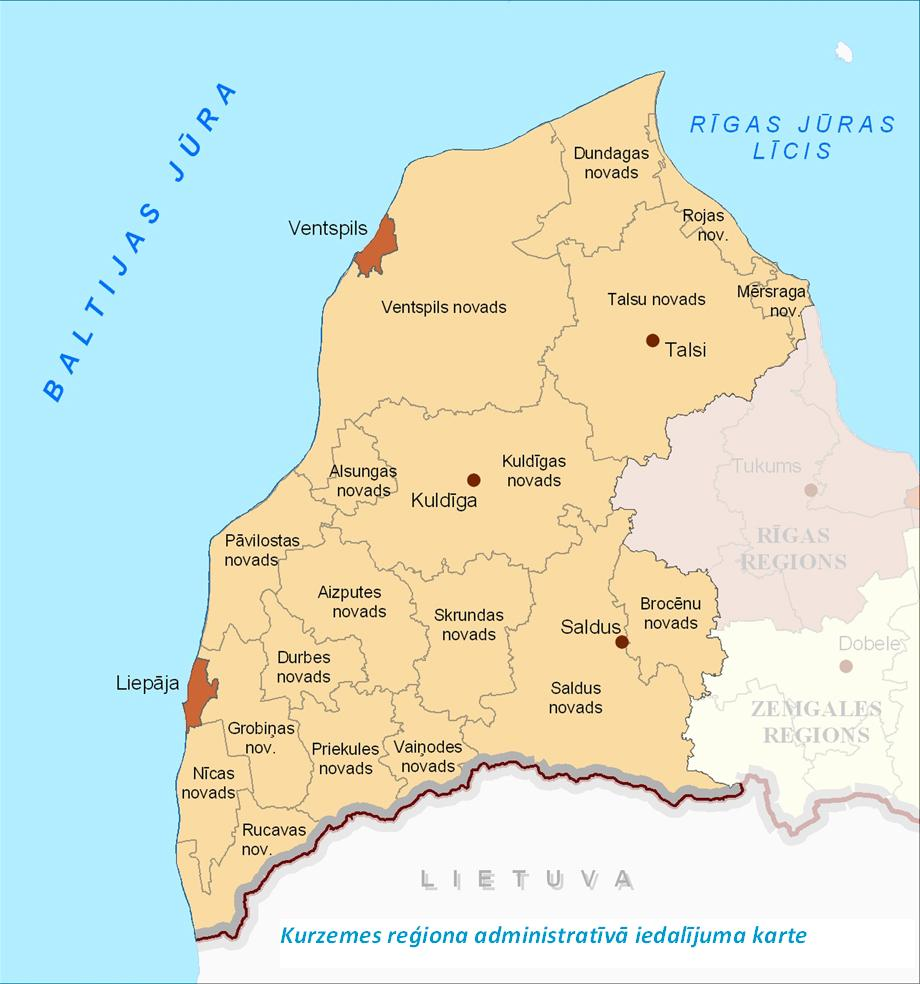 BALTIJAS JŪRA
RĪGAS JŪRAS
LĪCIS
Dundagas
novads
Rojas
nov.
Ventspils
Ventspils novads
Talsu novads
Mērsraga
nov.
Talsi
Alsungas
novads
Kuldīgas
novads
Kuldīga
Tukums
RĪGAS
REGIONS
Pāvilostas
novads
Aizputes
novads
Skrundas
novads
Brocēnu
novads
Saldus
Saldus
novads
Dobele
ZEMGALES
REGIONS
Durbes
novads
Liepāja
Grobiņas
nov.
Priekules
novads
Vaiņodes
novads
Nīcas
novads
Rucavas
nov.
LIETUVA
Kurzemes reģiona administratīvā iedalījuma karte